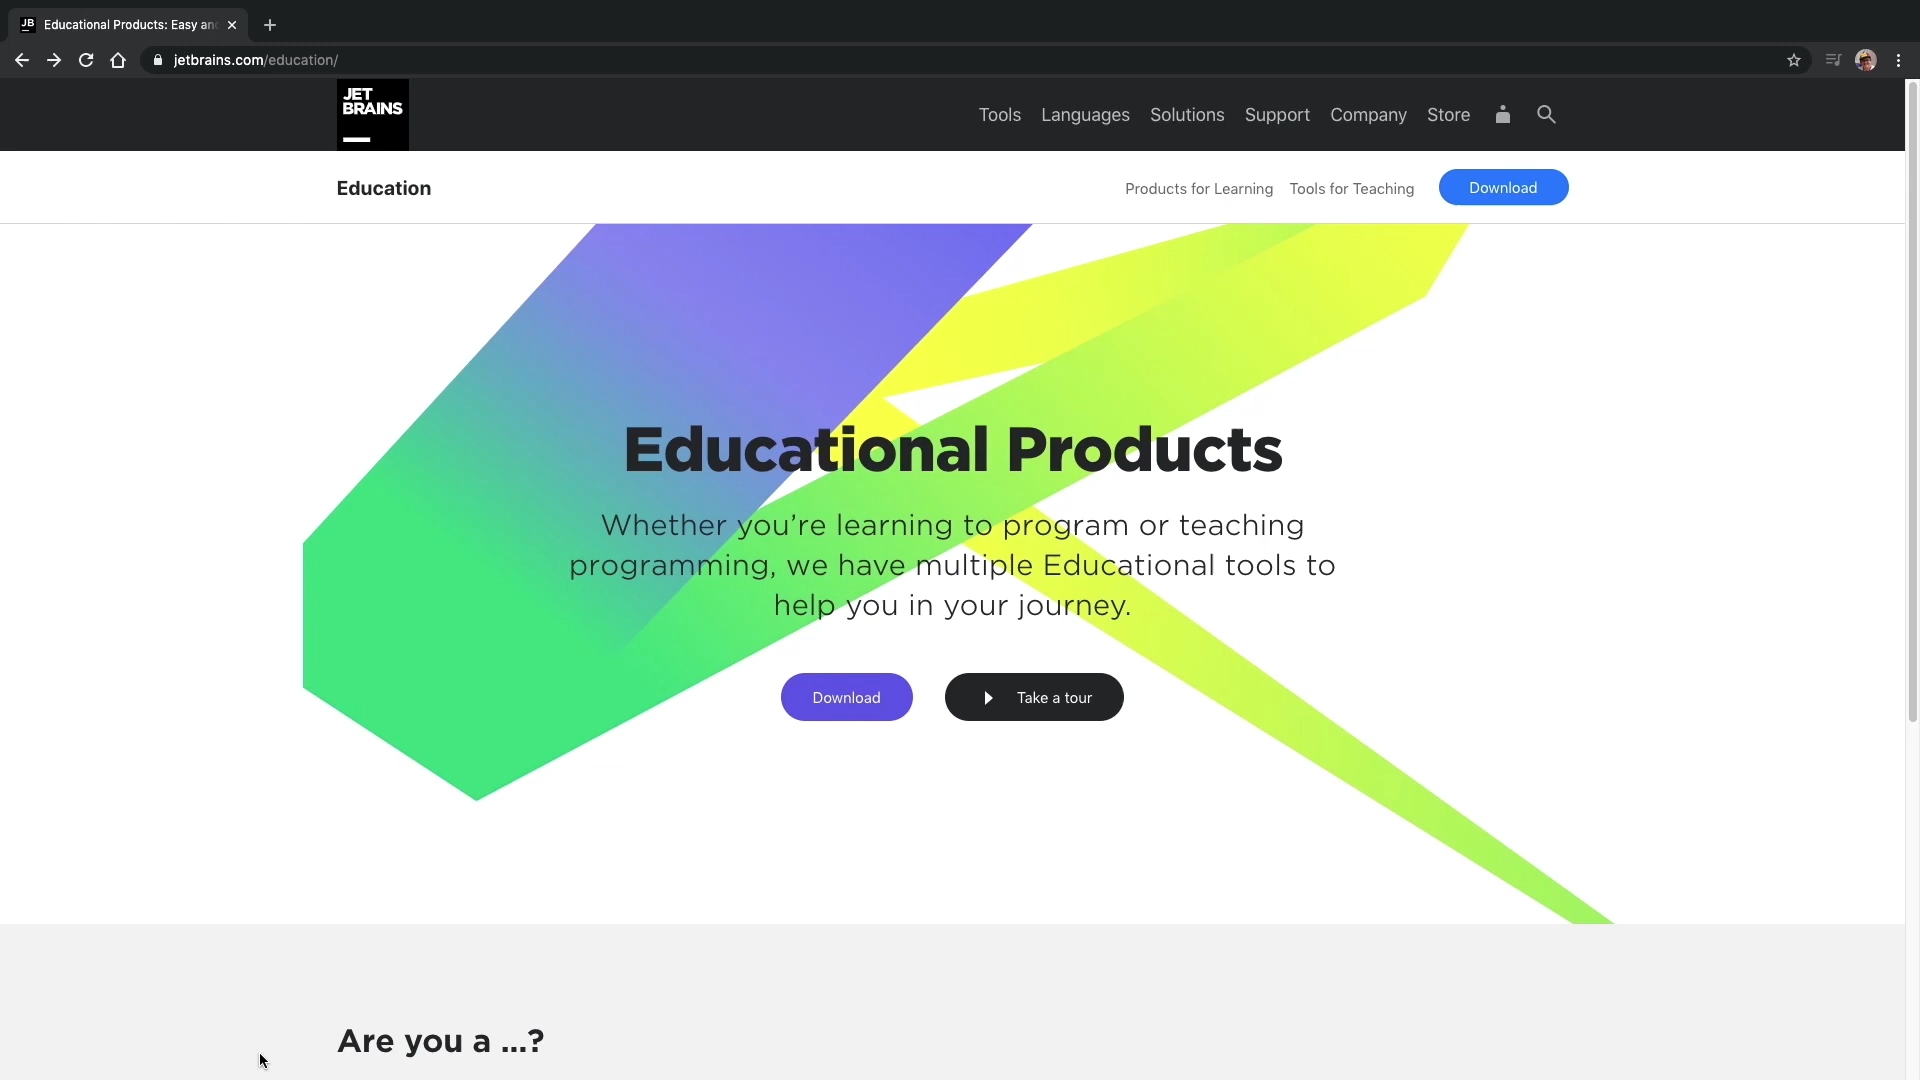 JB
Educational Products: Easy an
jetbrains.com/education/
JET
BRAINS
Tools
Languages
Solutions
Support
Company
Store
Education
Products for Learning
Tools for Teaching
Download
Educational Products
Whether you’re learning to program or teaching
programming, we have multiple Educational tools to
help you in your journey.
Download
Take a tour
Are you a ...?